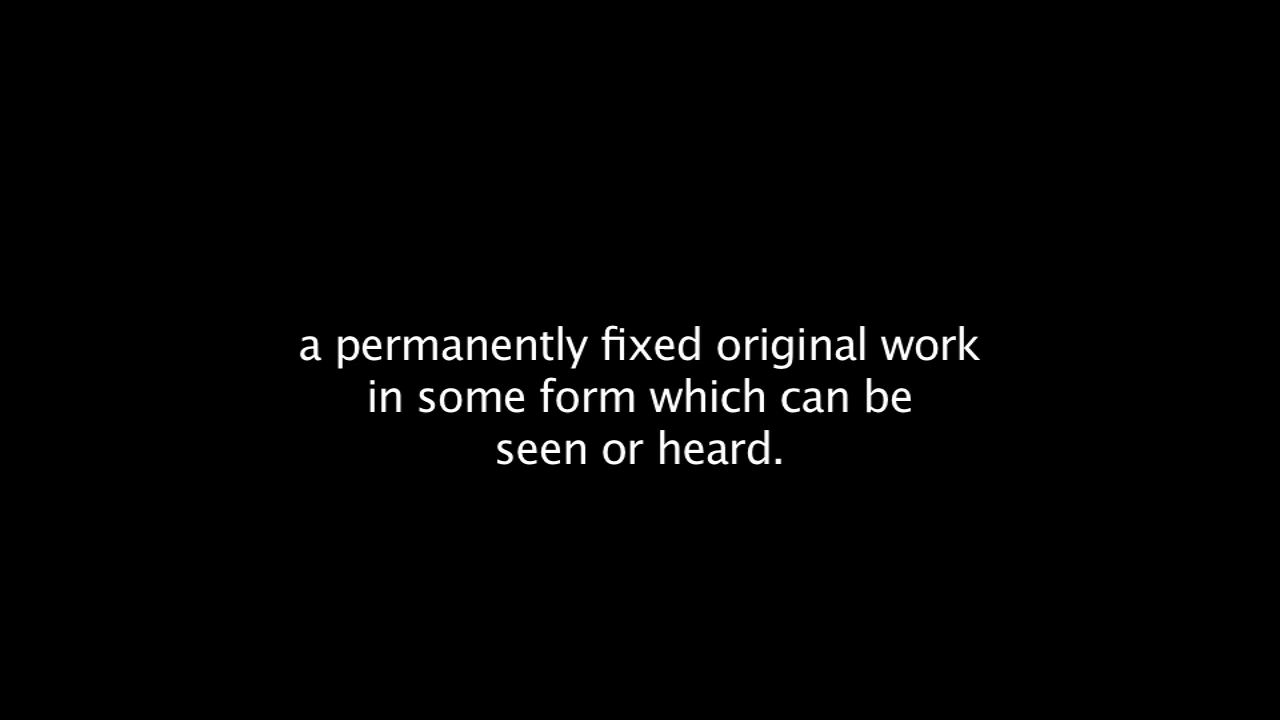 a permanently fixed original work
in some form which can be
seen or heard.